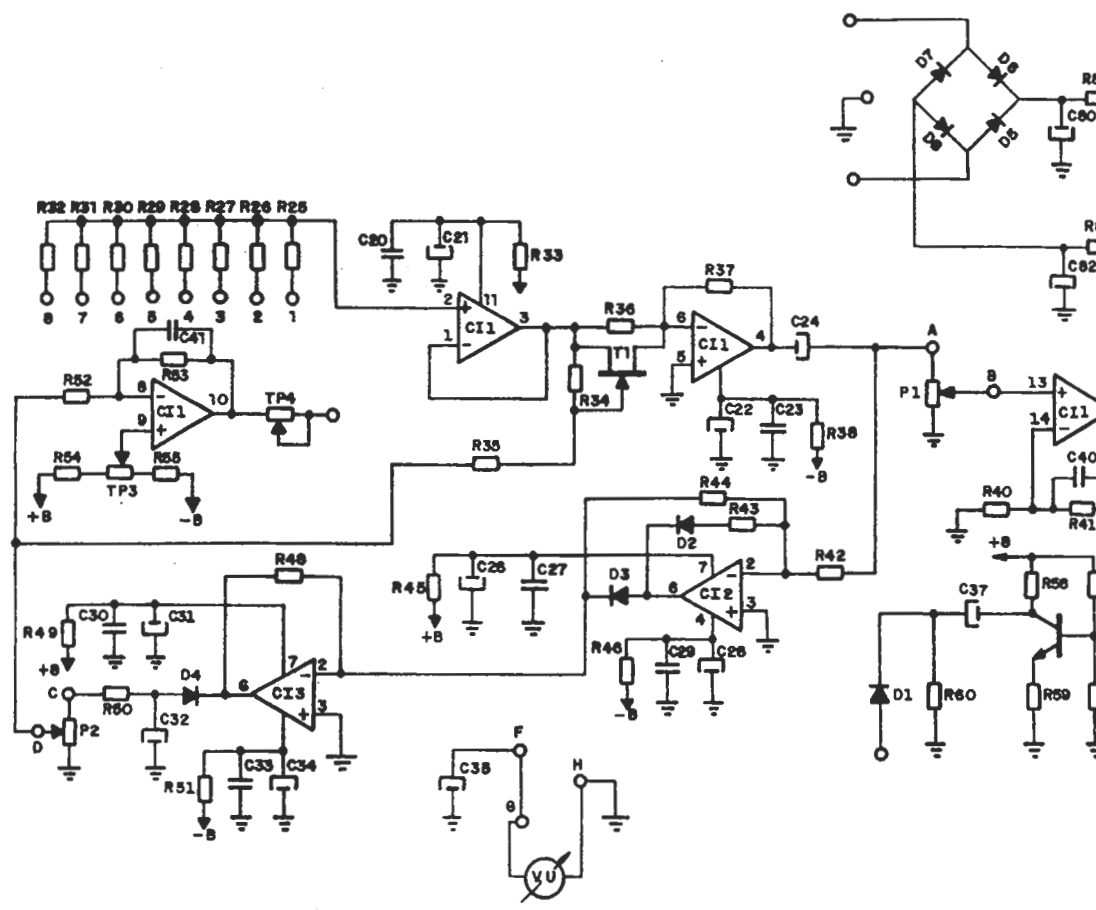 D7 D6
R8
C80
D8 D5
R8
C82
R32 R31 R30 R29 R28 R27 R26 R25
C20 C21 R33
8 7 6 5 4 3 2 1
2 11
CI1 3
1
R37
R36 6 4 C24 A
CI1
T1 5
R34
C41
R53
R52 8 10 TP4
CI1
9
P1 B 13
CI1
14
C22 C23 R38
-B
R54 R55
TP3
+B -B
R35
C40
R40 R41
R44
R43
D2
+B
R48
R45 C26 C27 7 2 R42
D3 6 CI2
+B 4 3
R56
C37
R49 C30 C31
+B
R46 C29 C28
-B
7 2
D4 6 CI3
3
C R50 C32
P2
D
D1 R60 R59
R51 C33 C34
-B
F
C35 H
G
VU